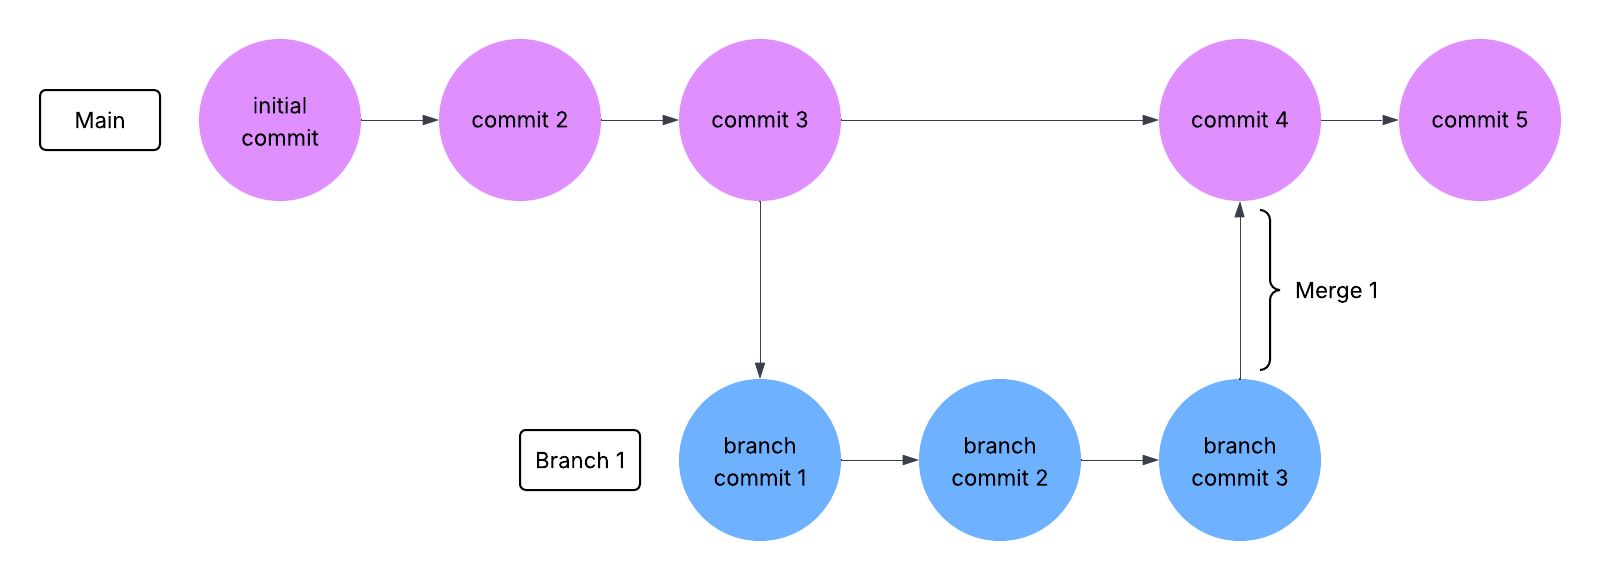 Main
initial
commit
commit 2
commit 3
commit 4
commit 5
Merge 1
Branch 1
branch
commit 1
branch
commit 2
branch
commit 3